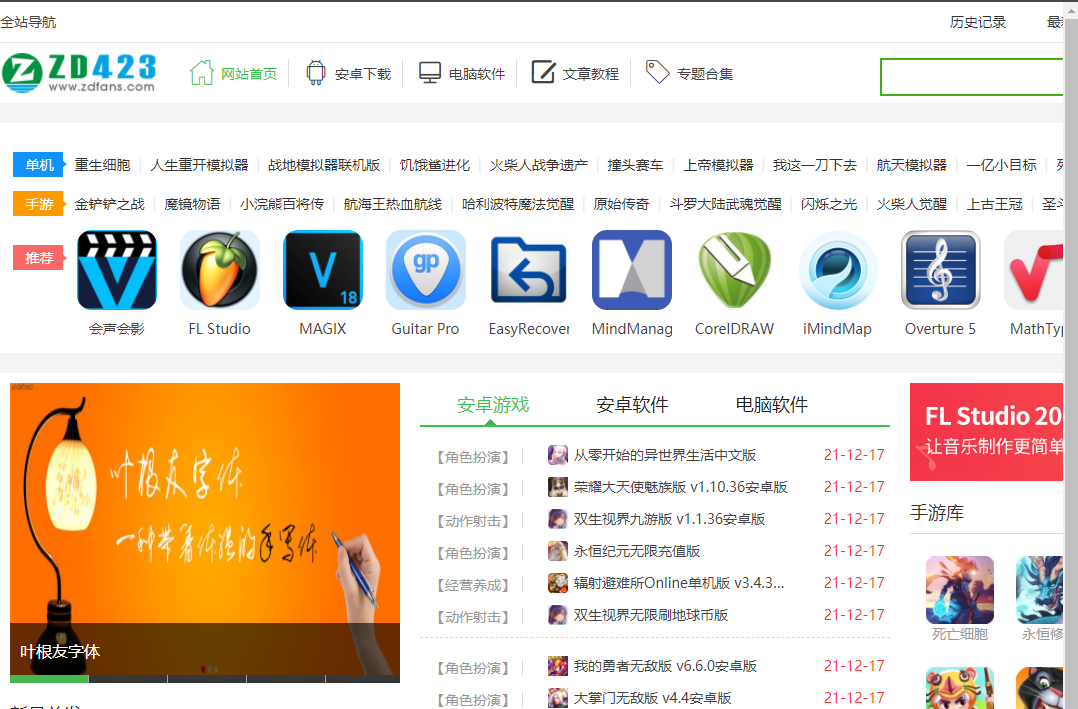 全站导航 历史记录
ZD423 www.zdfans.com 网站首页 安卓下载 电脑软件 文章教程 专题合集
单机 重生细胞 人生重开模拟器 战地模拟器联机版 饥饿鲨进化 火柴人战争遗产 撞头赛车 上帝模拟器 我这一刀下去 航天模拟器 一亿小目标
手游 金铲铲之战 魔镜物语 小浣熊百将传 航海王热血航线 哈利波特魔法觉醒 原始传奇 斗罗大陆武魂觉醒 闪烁之光 火柴人觉醒 上古王冠 圣斗
推荐
V 18 gp
会声会影 FL Studio MAGIX Guitar Pro EasyRecover MindManag CorelDRAW iMindMap Overture 5 MathTyp
叶根友字体
一种带着体温的手写体
叶根友字体
安卓游戏 安卓软件 电脑软件
【角色扮演】 从零开始的异世界生活中文版 21-12-17
【角色扮演】 荣耀大天使魅族版 v1.10.36安卓版 21-12-17
【动作射击】 双生视界九游版 v1.1.36安卓版 21-12-17
【角色扮演】 永恒纪元无限充值版 21-12-17
【经营养成】 辐射避难所Online单机版 v3.4.3... 21-12-17
【动作射击】 双生视界无限刷地球币版 21-12-17
【角色扮演】 我的勇者无敌版 v6.6.0安卓版 21-12-17
【角色扮演】 大掌门无敌版 v4.4安卓版 21-12-17
FL Studio 20
让音乐制作更简单
手游库
死亡细胞 永恒修